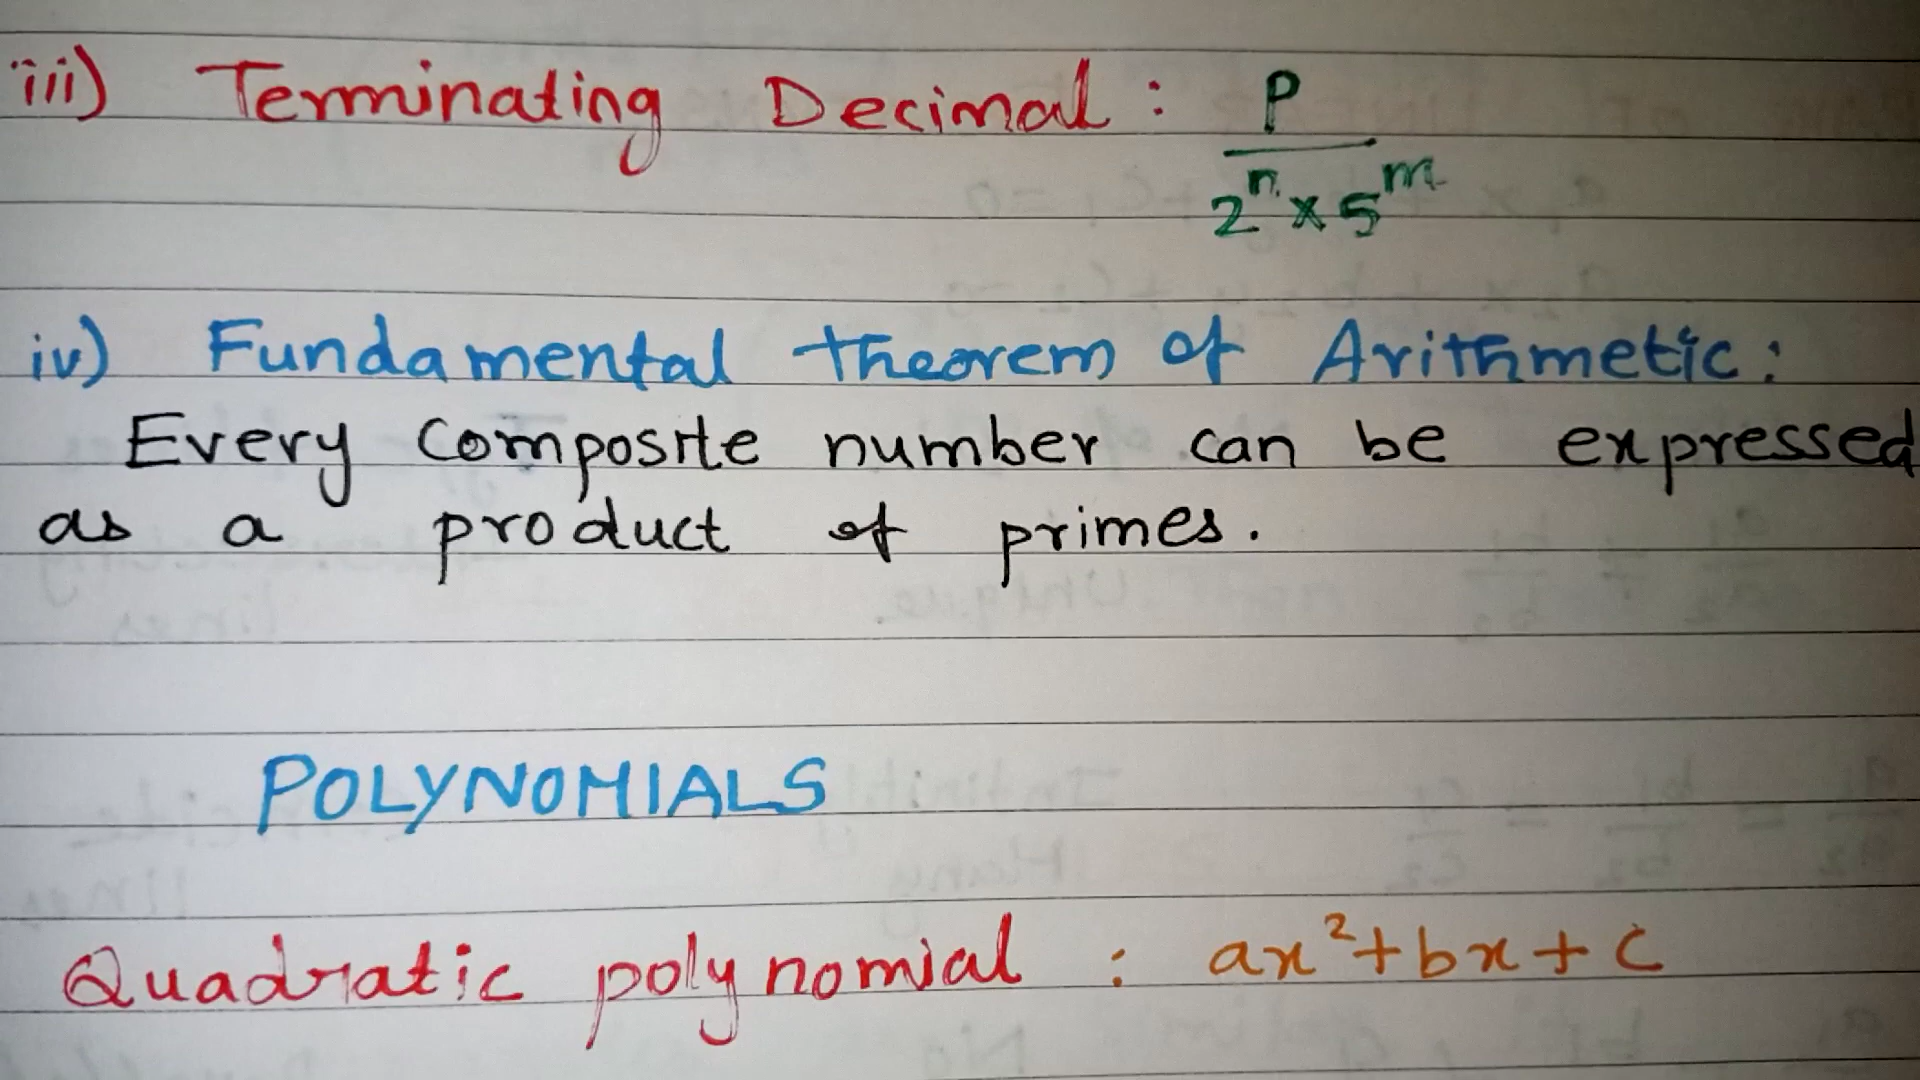 iii) Terminating Decimal : P / 2ⁿ × 5ᵐ
iv) Fundamental theorem of Arithmetic :
Every composite number can be expressed
as a product of primes.
POLYNOMIALS
Quadratic polynomial : ax² + bx + c